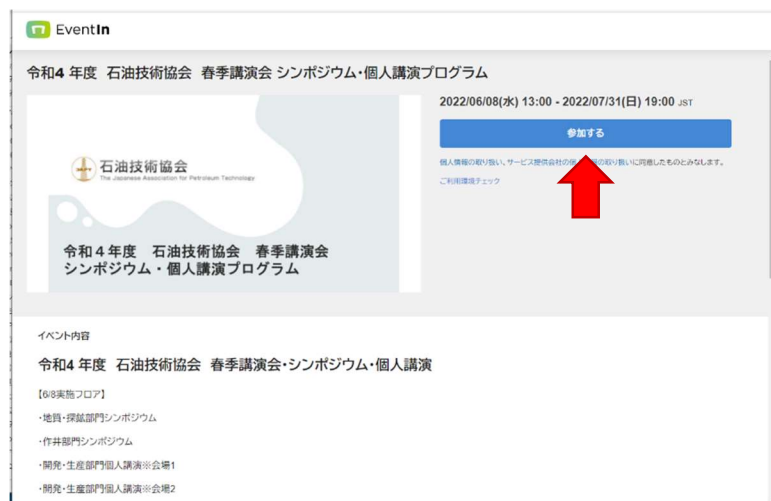 EventIn
令和4 年度 石油技術協会 春季講演会 シンポジウム・個人講演プログラム
石油技術協会
The Japanese Association for Petroleum Technology
令和４年度 石油技術協会 春季講演会
シンポジウム・個人講演プログラム
2022/06/08(水) 13:00 - 2022/07/31(日) 19:00 JST
参加する
個人情報の取り扱い、サービス提供会社の個 情報の取り扱いに同意したものとみなします。
ご利用環境チェック
イベント内容
令和4 年度 石油技術協会 春季講演会・シンポジウム・個人講演
【6/8実施フロア】
・地質・探鉱部門シンポジウム
・作井部門シンポジウム
・開発・生産部門個人講演※会場1
・開発・生産部門個人講演※会場2